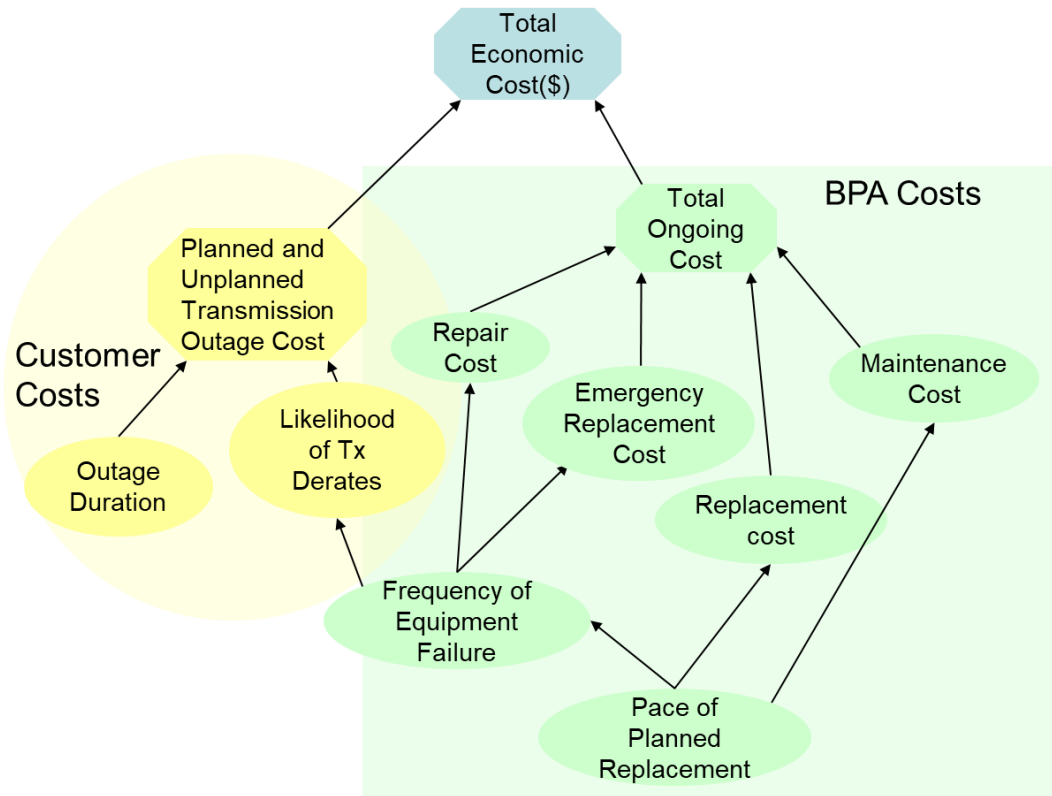 Total
Economic
Cost($)
BPA Costs
Total
Ongoing
Cost
Planned and
Unplanned
Transmission
Outage Cost
Customer
Costs
Repair
Cost
Maintenance
Cost
Emergency
Replacement
Cost
Likelihood
of Tx
Derates
Outage
Duration
Replacement
cost
Frequency of
Equipment
Failure
Pace of
Planned
Replacement